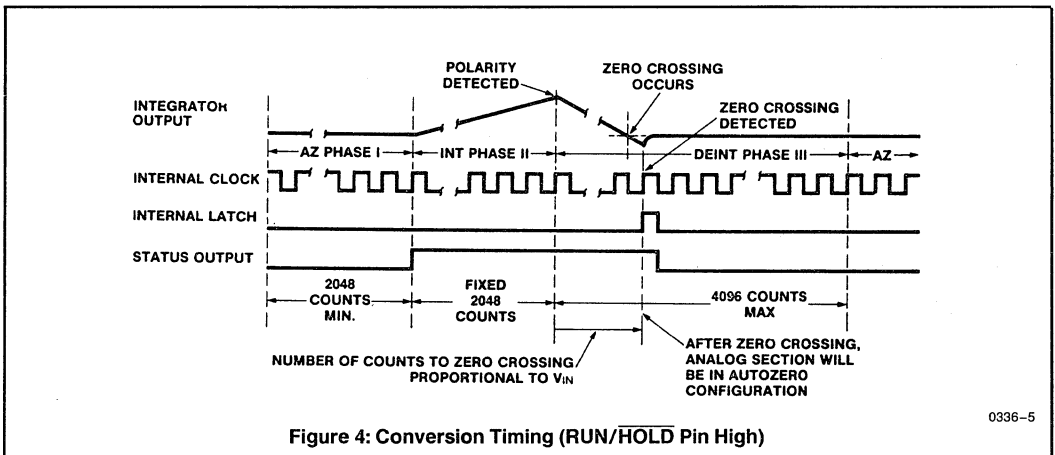 POLARITY
DETECTED
ZERO CROSSING
OCCURS
INTEGRATOR
OUTPUT
ZERO CROSSING
DETECTED
AZ PHASE I
INT PHASE II
DEINT PHASE III
AZ
INTERNAL CLOCK
INTERNAL LATCH
STATUS OUTPUT
2048
COUNTS
MIN.
FIXED
2048
COUNTS
4096 COUNTS
MAX
NUMBER OF COUNTS TO ZERO CROSSING
PROPORTIONAL TO VIN
AFTER ZERO CROSSING,
ANALOG SECTION WILL
BE IN AUTOZERO
CONFIGURATION
0336-5
Figure 4: Conversion Timing (RUN/HOLD Pin High)